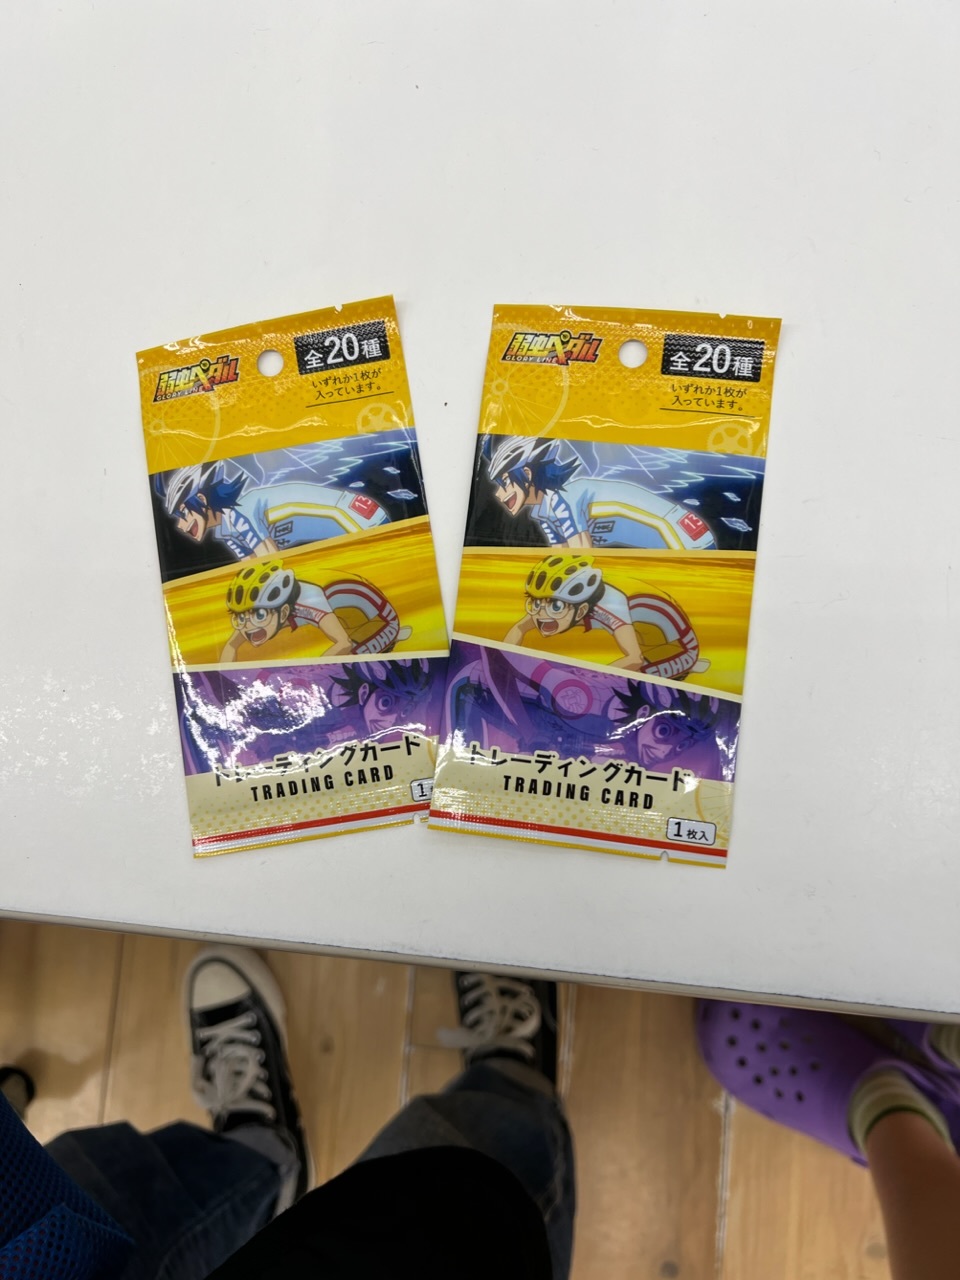 弱虫ペダル
GLORY LINE
全20種
いずれか1枚が
入っています。
トレーディングカード
TRADING CARD
1
弱虫ペダル
GLORY LINE
全20種
いずれか1枚が
入っています。
13
SOHOKU
トレーディングカード
TRADING CARD
1枚入